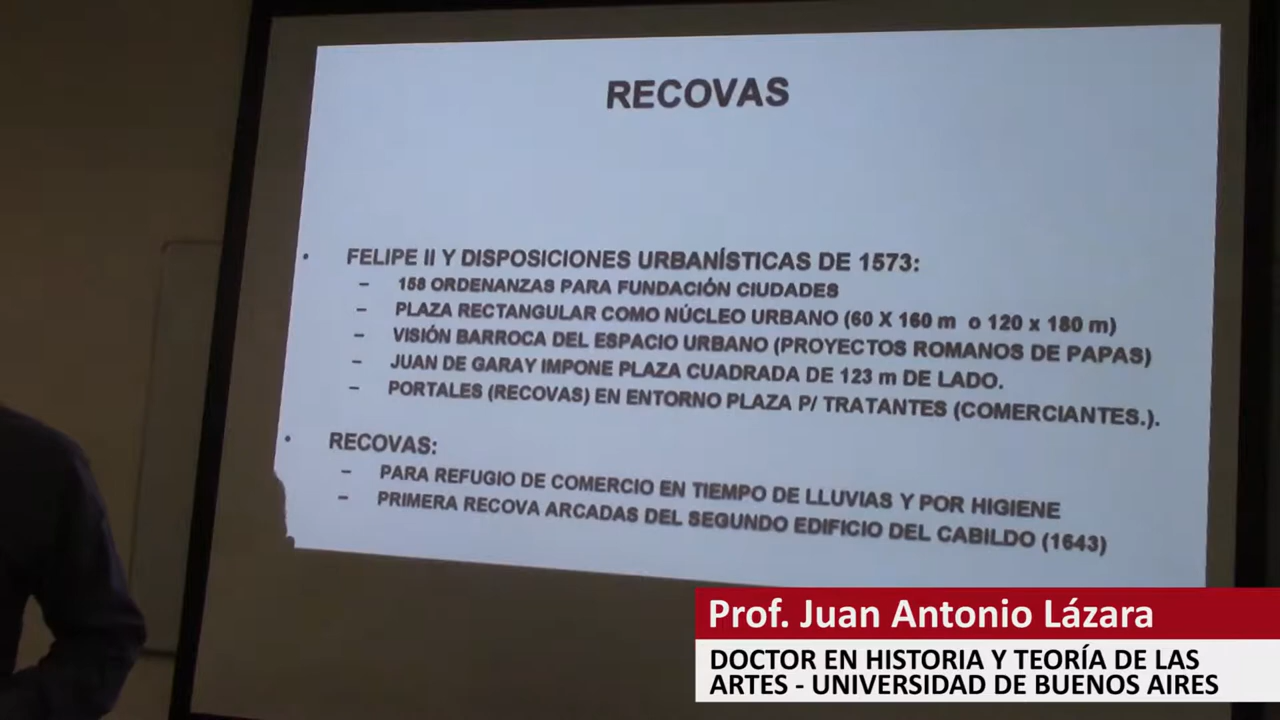 RECOVAS
• FELIPE II Y DISPOSICIONES URBANÍSTICAS DE 1573:
– 158 ORDENANZAS PARA FUNDACIÓN CIUDADES
– PLAZA RECTANGULAR COMO NÚCLEO URBANO (60 X 160 m o 120 x 180 m)
– VISIÓN BARROCA DEL ESPACIO URBANO (PROYECTOS ROMANOS DE PAPAS)
– JUAN DE GARAY IMPONE PLAZA CUADRADA DE 123 m DE LADO.
– PORTALES (RECOVAS) EN ENTORNO PLAZA P/ TRATANTES (COMERCIANTES.).
• RECOVAS:
– PARA REFUGIO DE COMERCIO EN TIEMPO DE LLUVIAS Y POR HIGIENE
– PRIMERA RECOVA ARCADAS DEL SEGUNDO EDIFICIO DEL CABILDO (1643)
Prof. Juan Antonio Lázara
DOCTOR EN HISTORIA Y TEORÍA DE LAS
ARTES - UNIVERSIDAD DE BUENOS AIRES